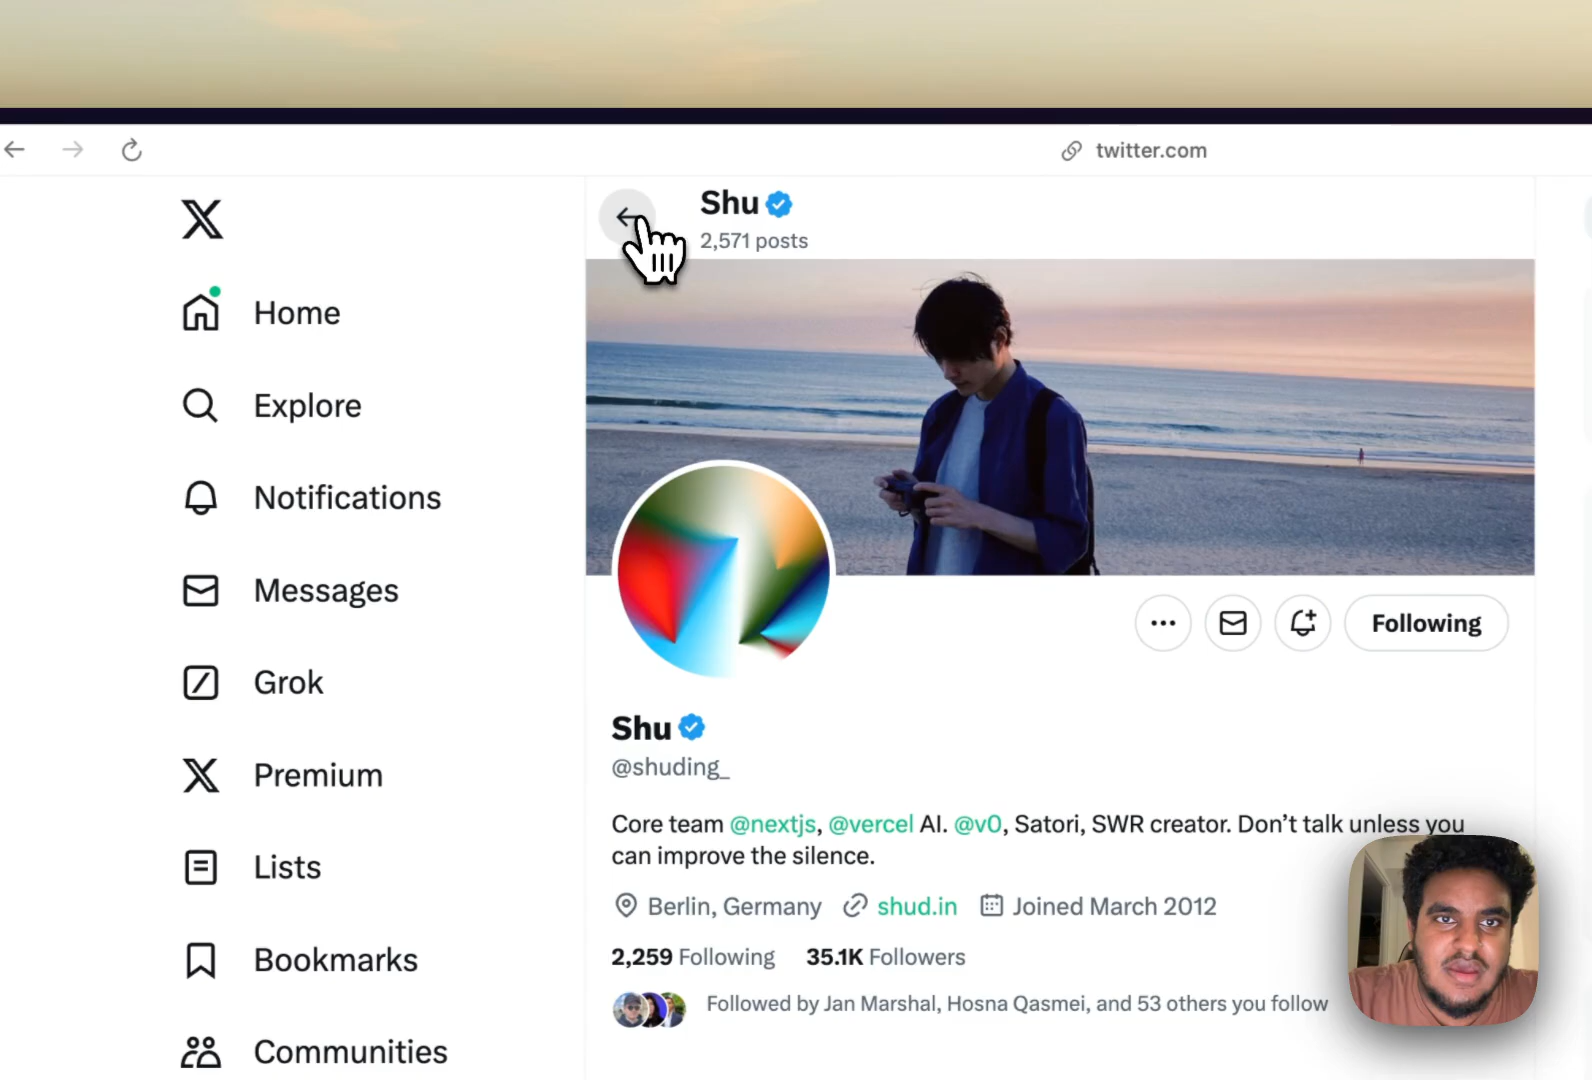 twitter.com
Shu
2,571 posts
Home
Explore
Notifications
Messages
Grok
Premium
Lists
Bookmarks
Communities
Following
Shu
@shuding_
Core team @nextjs, @vercel AI. @v0, Satori, SWR creator. Don’t talk unless you
can improve the silence.
Berlin, Germany shud.in Joined March 2012
2,259 Following 35.1K Followers
Followed by Jan Marshal, Hosna Qasmei, and 53 others you follow